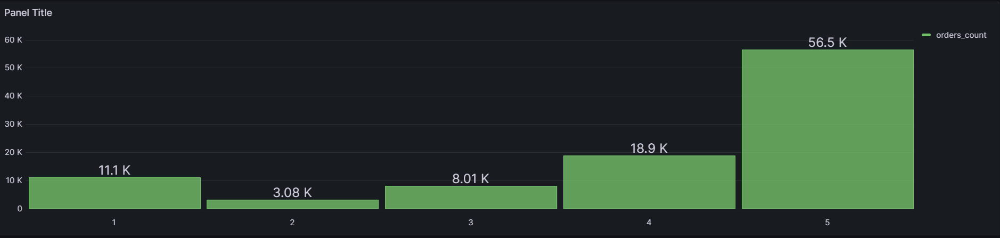 Panel Title
orders_count
60 K
50 K
40 K
30 K
20 K
10 K
0
11.1 K
3.08 K
8.01 K
18.9 K
56.5 K
1
2
3
4
5